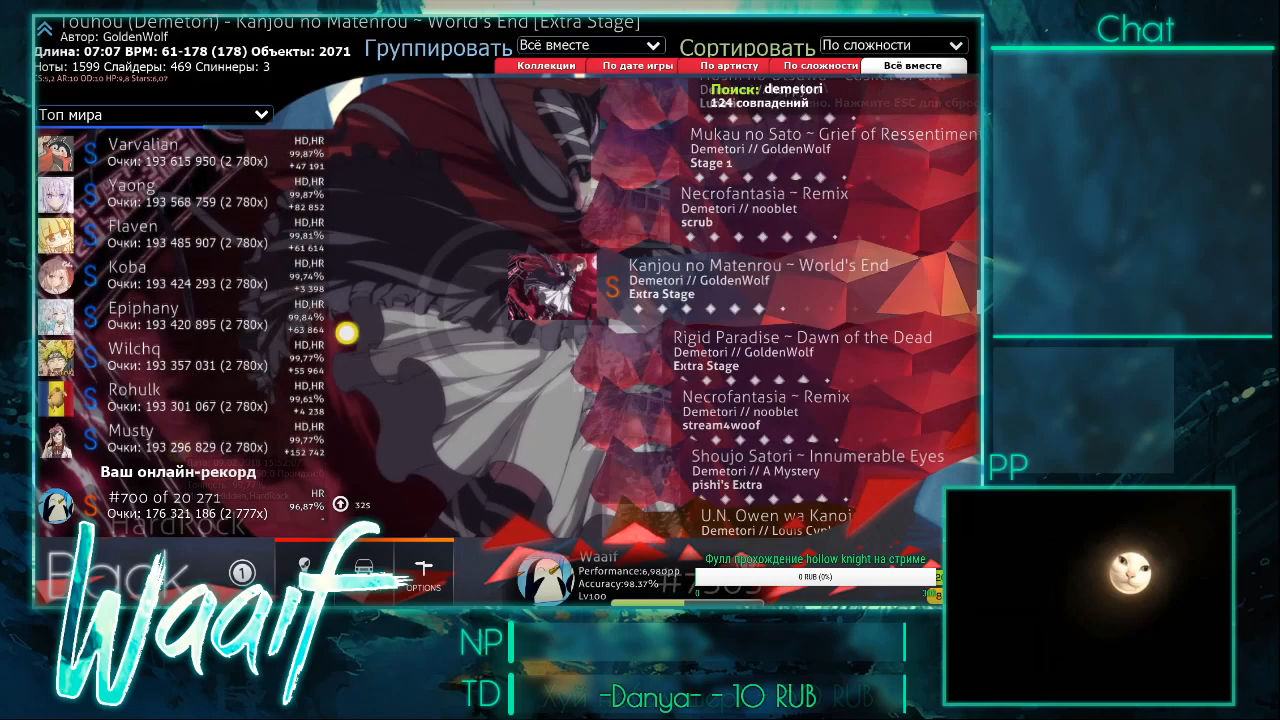 Touhou (Demetori) - Kanjou no Matenrou ~ World's End [Extra Stage]
Автор: GoldenWolf
Длина: 07:07 BPM: 61-178 (178) Объекты: 2071
Ноты: 1599 Слайдеры: 469 Спиннеры: 3
CS:5,2 AR:10 OD:10 HP:9,8 Stars:6,07
Группировать
Всё вместе
Сортировать
По сложности
Коллекции
По дате игры
По артисту
По сложности
Всё вместе
Топ мира
Поиск: demetori
124 совпадений
Varvalian
Очки: 193 615 950 (2 780x)
HD,HR
99,87%
+47 191
Yaong
Очки: 193 568 759 (2 780x)
HD,HR
99,87%
+82 852
Flaven
Очки: 193 485 907 (2 780x)
HD,HR
99,81%
+61 614
Koba
Очки: 193 424 293 (2 780x)
HD,HR
99,74%
+3 398
Epiphany
Очки: 193 420 895 (2 780x)
HD,HR
99,84%
+63 864
Wilchq
Очки: 193 357 031 (2 780x)
HD,HR
99,77%
+55 964
Rohulk
Очки: 193 301 067 (2 780x)
HD,HR
99,61%
+4 238
Musty
Очки: 193 296 829 (2 780x)
HD,HR
99,77%
+152 742
Ваш онлайн-рекорд
#700 of 20 271
Очки: 176 321 186 (2 777x)
HR
96,87%
-
325
HardRock
Mukau no Sato ~ Grief of Ressentimen
Demetori // GoldenWolf
Stage 1
Necrofantasia ~ Remix
Demetori // nooblet
scrub
S
Kanjou no Matenrou ~ World's End
Demetori // GoldenWolf
Extra Stage
Rigid Paradise ~ Dawn of the Dead
Demetori // GoldenWolf
Extra Stage
Necrofantasia ~ Remix
Demetori // nooblet
stream4woof
Shoujo Satori ~ Innumerable Eyes
Demetori // A Mystery
pishi's Extra
U.N. Owen wa Kanoj
Back
1
OPTIONS
Waaif
Performance:6,980pp
Accuracy:98.37%
Lv100
Фулл прохождение hollow knight на стриме
0 RUB (0%)
0
Waaif
Chat
PP
NP
TD
-Danya- - 10 RUB